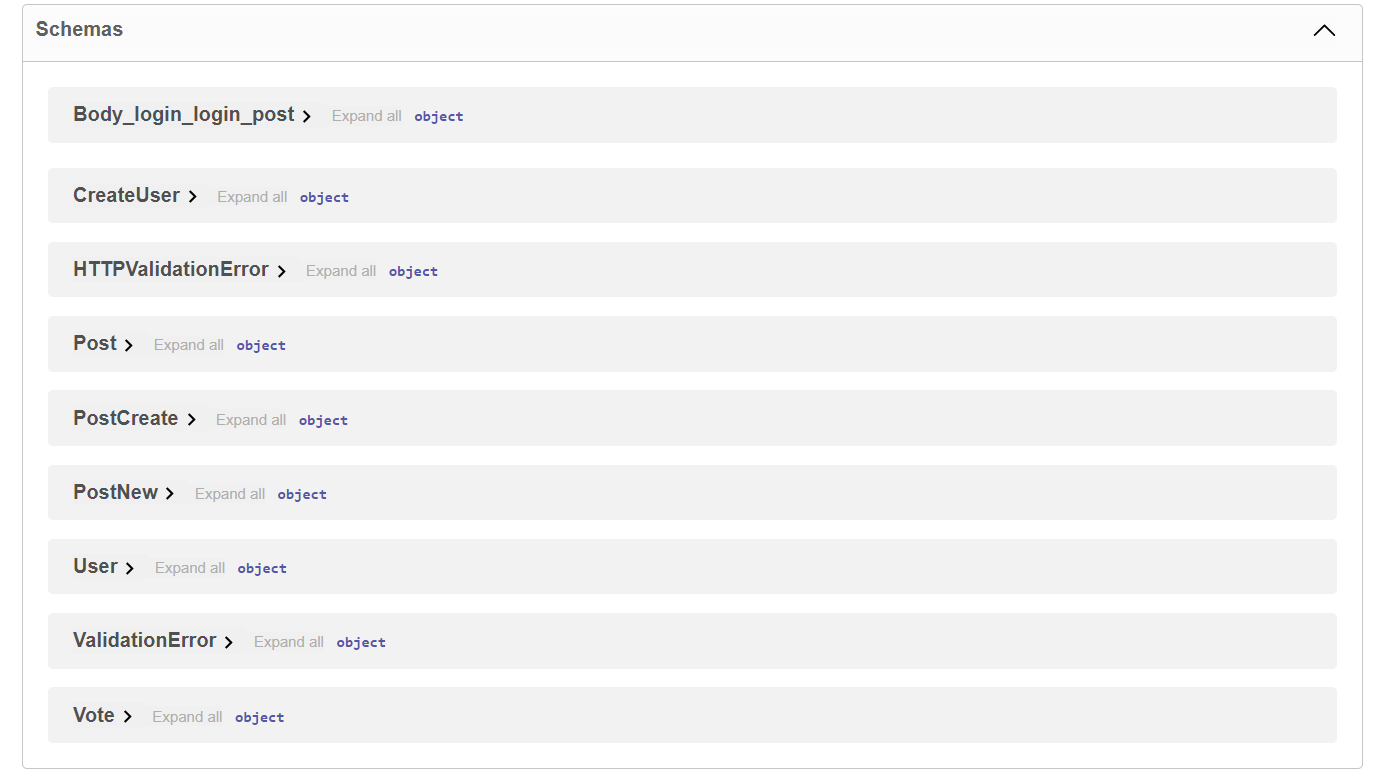 Schemas
Body_login_login_post Expand all object
CreateUser Expand all object
HTTPValidationError Expand all object
Post Expand all object
PostCreate Expand all object
PostNew Expand all object
User Expand all object
ValidationError Expand all object
Vote Expand all object